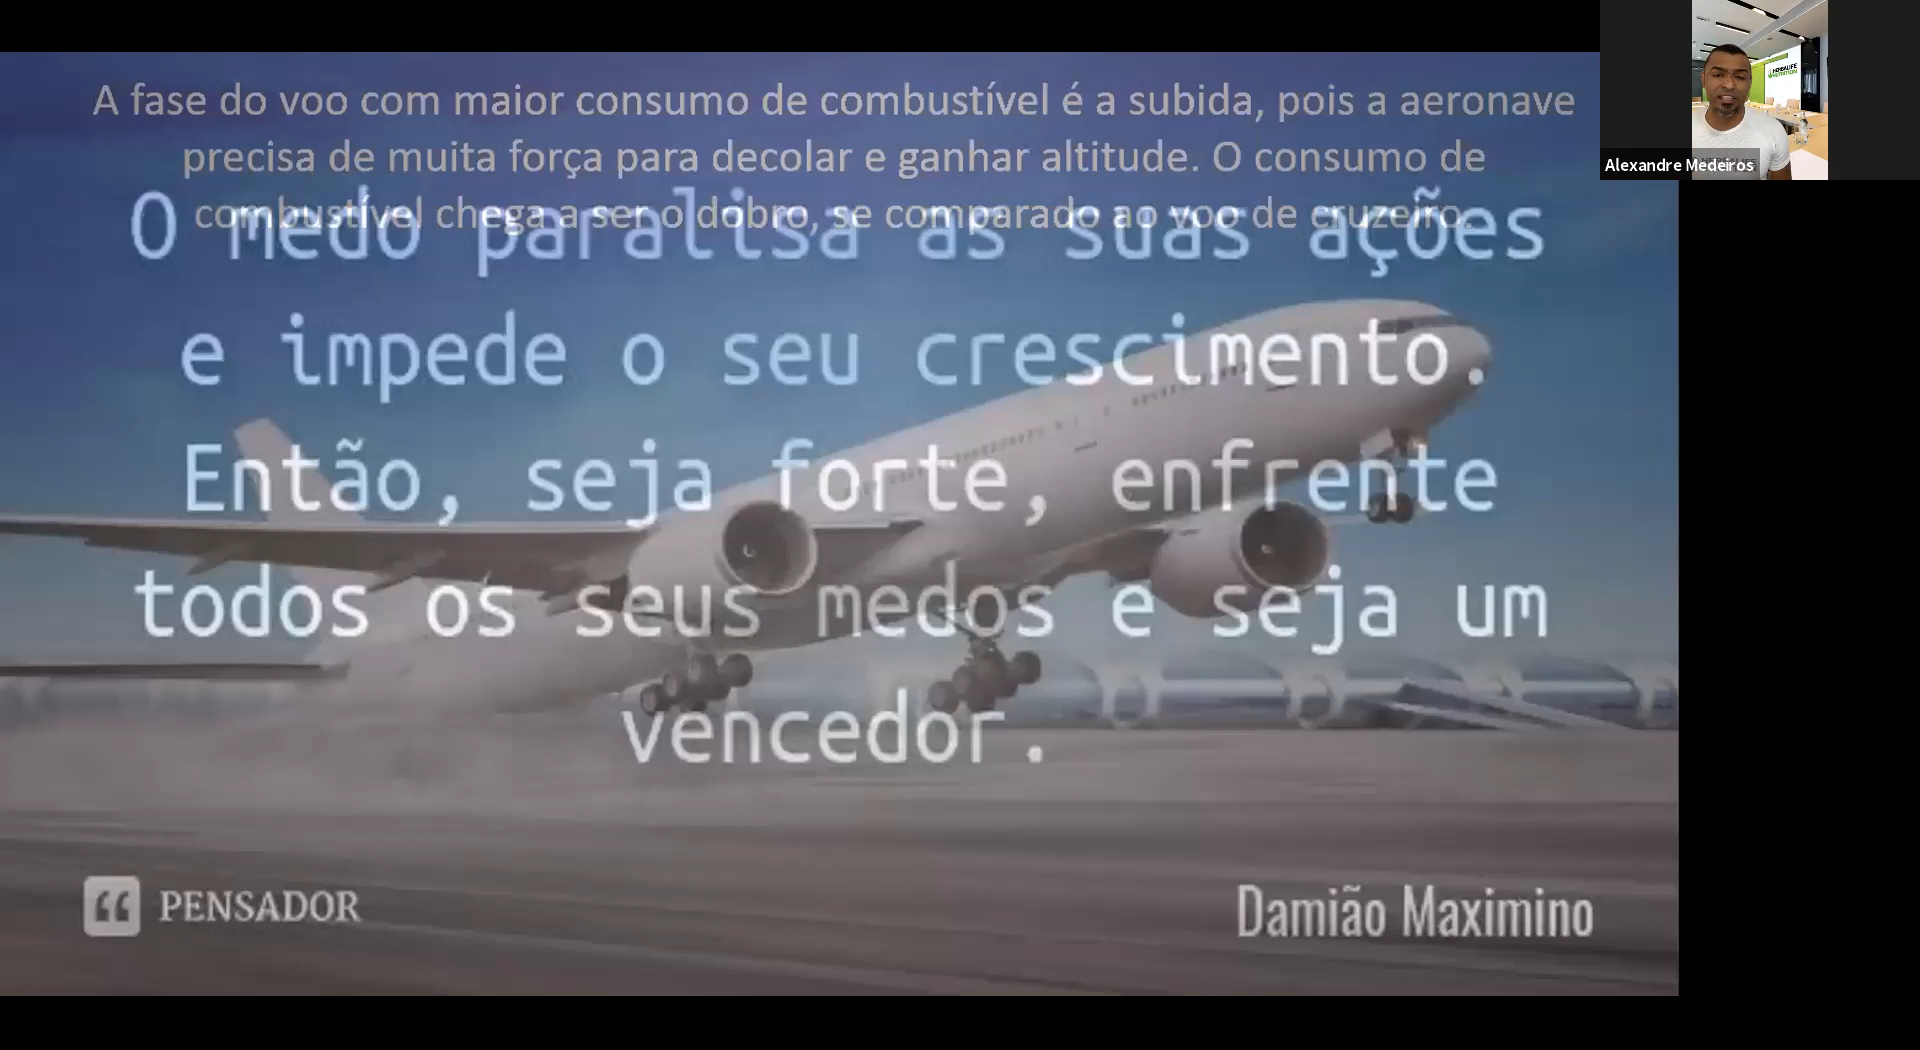 A fase do voo com maior consumo de combustível é a subida, pois a aeronave
precisa de muita força para decolar e ganhar altitude. O consumo de
combustível chega a ser o dobro, se comparado ao voo de cruzeiro.
O medo paralisa as suas ações
e impede o seu crescimento.
Então, seja forte, enfrente
todos os seus medos e seja um
vencedor.
PENSADOR
Damião Maximino
HERBALIFE
NUTRITION
Alexandre Medeiros